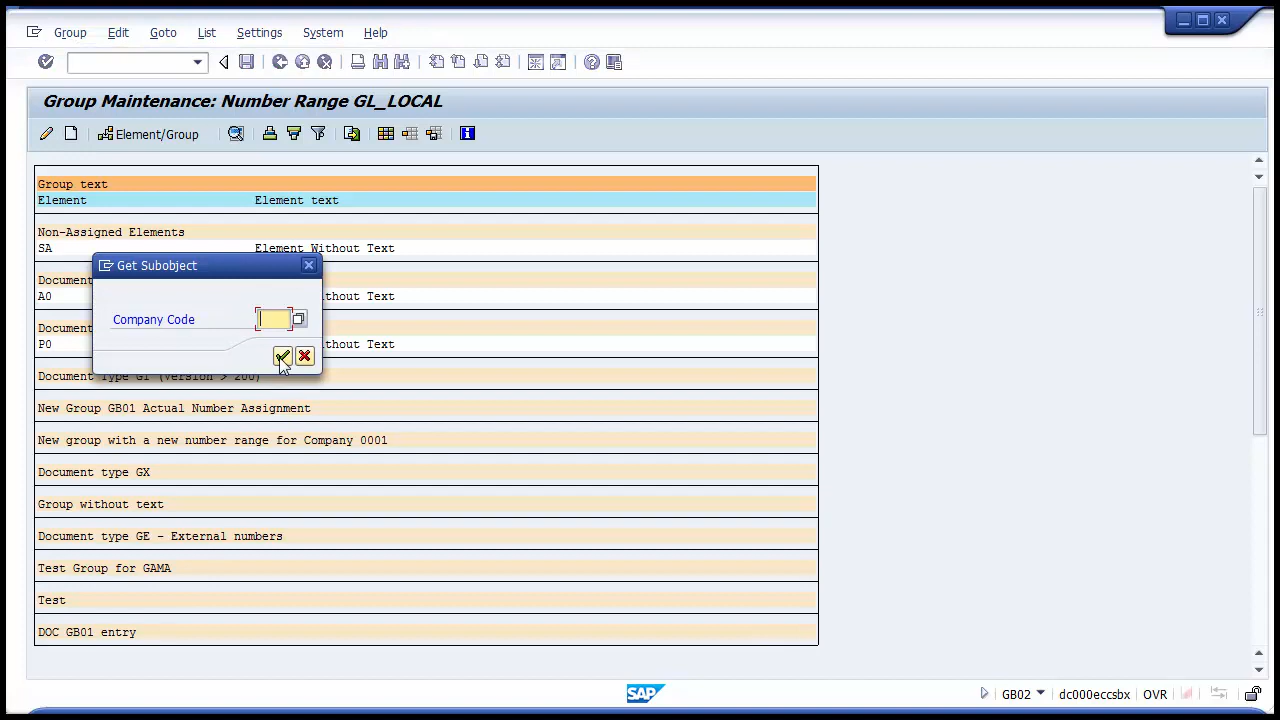 Group Edit Goto List Settings System Help
Group Maintenance: Number Range GL_LOCAL
Element/Group
Group text
Element Element text
Non-Assigned Elements
SA Element Without Text
Get Subobject
Document
A0 thout Text
Company Code
Document
P0 thout Text
Document Type G1 (Version > 200)
New Group GB01 Actual Number Assignment
New group with a new number range for Company 0001
Document type GX
Group without text
Document type GE - External numbers
Test Group for GAMA
Test
DOC GB01 entry
SAP GB02 dc000eccsbx OVR